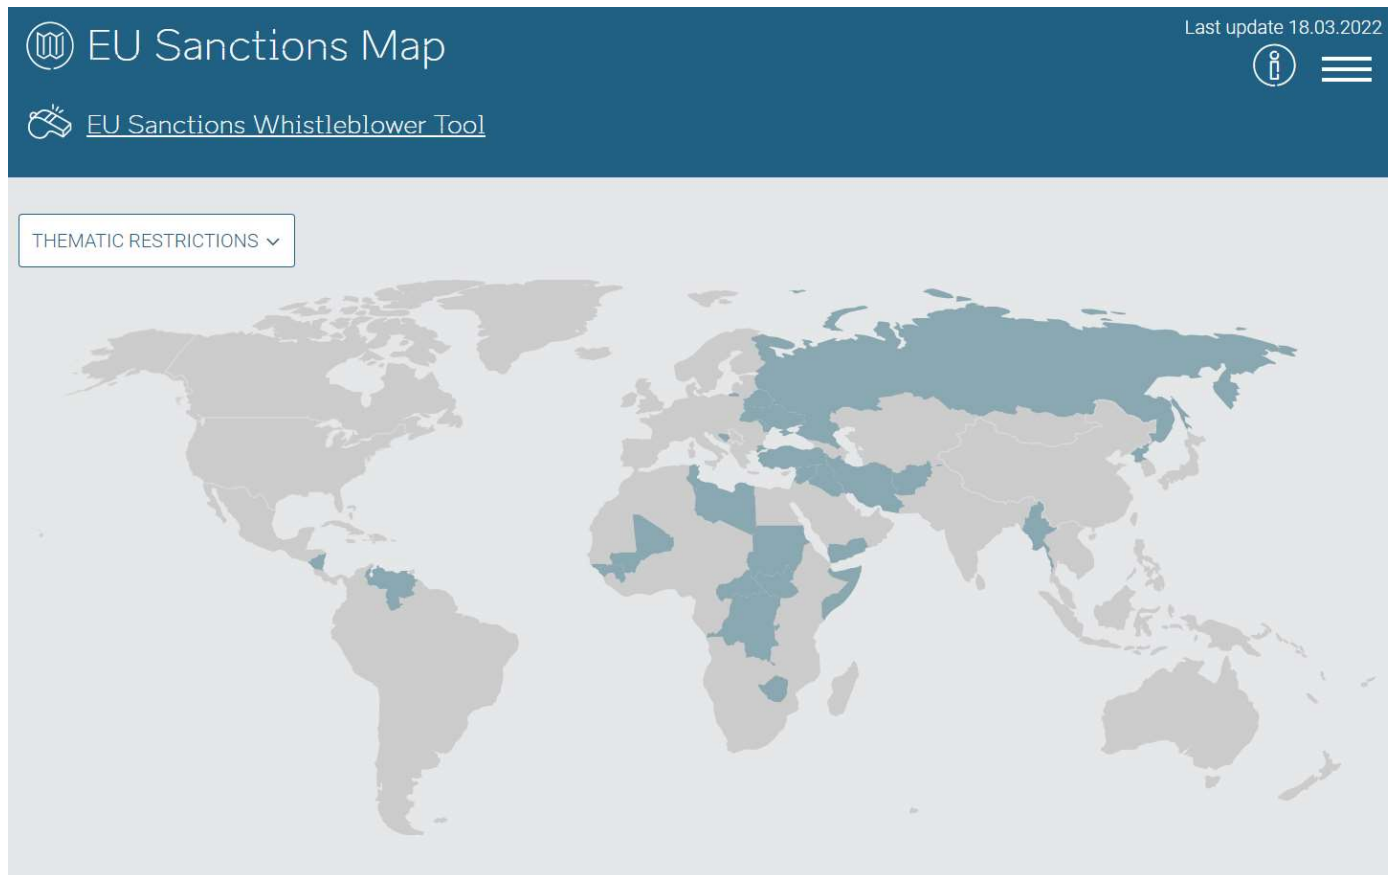 EU Sanctions Map
Last update 18.03.2022
EU Sanctions Whistleblower Tool
THEMATIC RESTRICTIONS